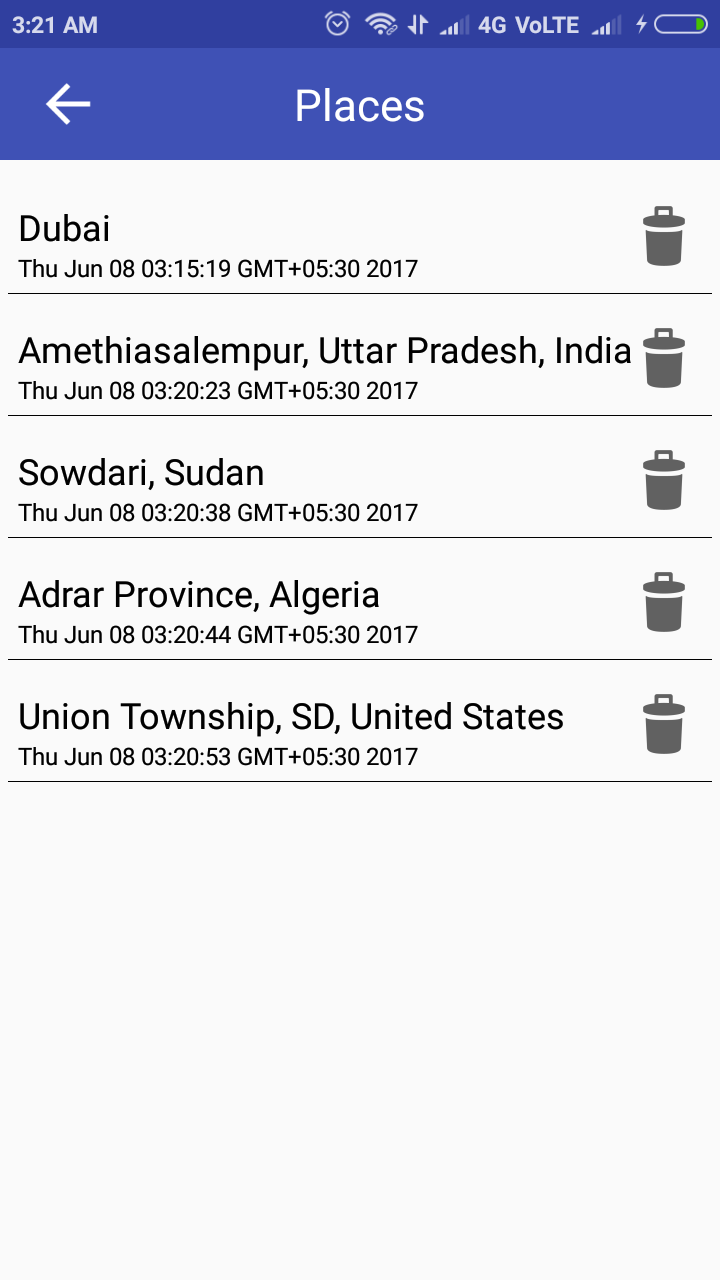 3:21 AM 4G VoLTE
Places
Dubai
Thu Jun 08 03:15:19 GMT+05:30 2017
Amethiasalempur, Uttar Pradesh, India
Thu Jun 08 03:20:23 GMT+05:30 2017
Sowdari, Sudan
Thu Jun 08 03:20:38 GMT+05:30 2017
Adrar Province, Algeria
Thu Jun 08 03:20:44 GMT+05:30 2017
Union Township, SD, United States
Thu Jun 08 03:20:53 GMT+05:30 2017